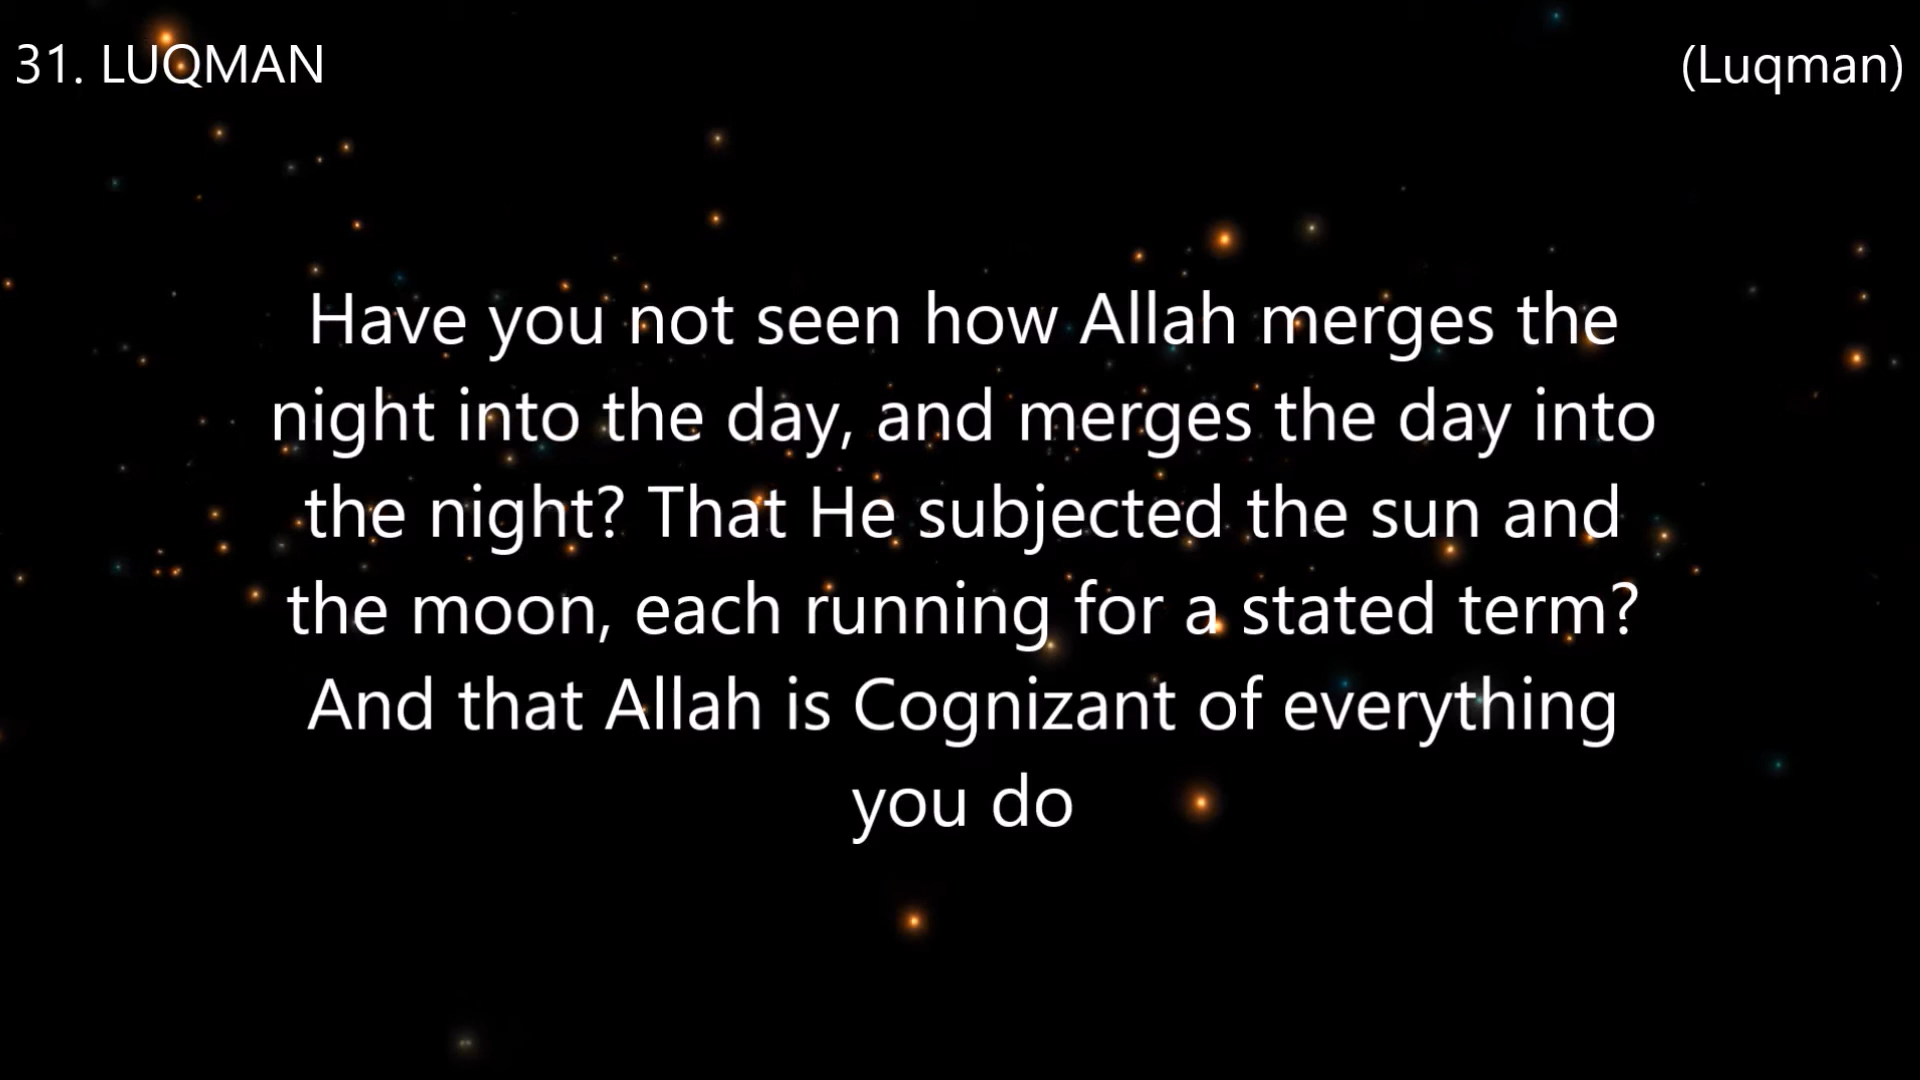 31. LUQMAN
(Luqman)
Have you not seen how Allah merges the
night into the day, and merges the day into
the night? That He subjected the sun and
the moon, each running for a stated term?
And that Allah is Cognizant of everything
you do